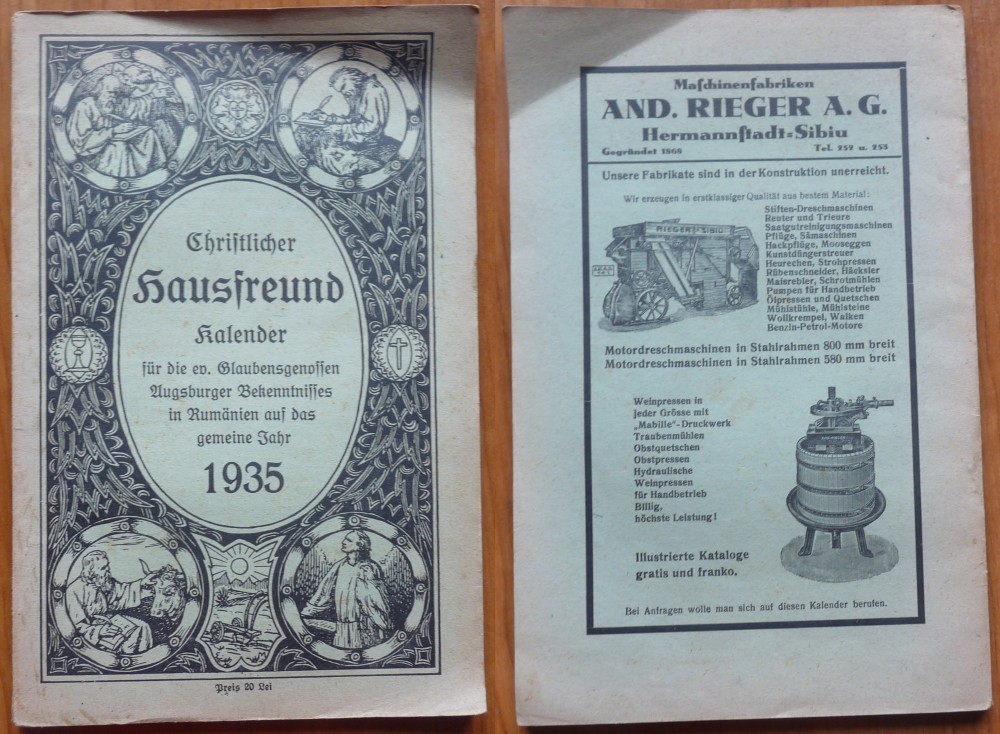 Christlicher
Hausfreund
Kalender
für die ev. Glaubensgenossen
Augsburger Bekenntnisses
in Rumänien auf das
gemeine Jahr
1935
Preis 20 Lei
Maschinenfabriken
AND. RIEGER A. G.
Hermannstadt=Sibiu
Gegründet 1868 Tel. 252 u. 253
Unsere Fabrikate sind in der Konstruktion unerreicht.
Wir erzeugen in erstklassiger Qualität aus bestem Material:
RIEGER-SIBIU
Stiften-Dreschmaschinen
Reuter und Trieure
Saatgutreinigungsmaschinen
Pflüge, Sämaschinen
Hackpflüge, Mooseggen
Kunstdüngerstreuer
Heurechen, Strohpressen
Rübenschneider, Häcksler
Maisrebler, Schrotmühlen
Pumpen für Handbetrieb
Ölpressen und Quetschen
Mühlstühle, Mühlsteine
Wollkrempel, Walken
Benzin-Petrol-Motore
Motordreschmaschinen in Stahlrahmen 800 mm breit
Motordreschmaschinen in Stahlrahmen 580 mm breit
Weinpressen in
jeder Grösse mit
„Mabille“-Druckwerk
Traubenmühlen
Obstquetschen
Obstpressen
Hydraulische
Weinpressen
für Handbetrieb
Billig,
höchste Leistung!
Illustrierte Kataloge
gratis und franko.
Bei Anfragen wolle man sich auf diesen Kalender berufen.